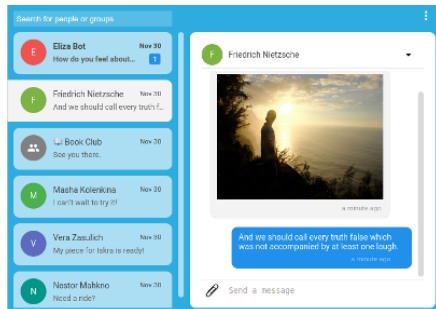 Search for people or groups
E
Eliza Bot
Nov 30
How do you feel about...
1
F
Friedrich Nietzsche
Nov 30
And we should call every truth f...
Book Club
Nov 30
See you there.
M
Masha Kolenkina
Nov 30
I can't wait to try it!
V
Vera Zasulich
Nov 30
My piece for Iskra is ready!
N
Nestor Makhno
Nov 30
Need a ride?
F
Friedrich Nietzsche
a minute ago
And we should call every truth false which
was not accompanied by at least one laugh.
a minute ago
Send a message